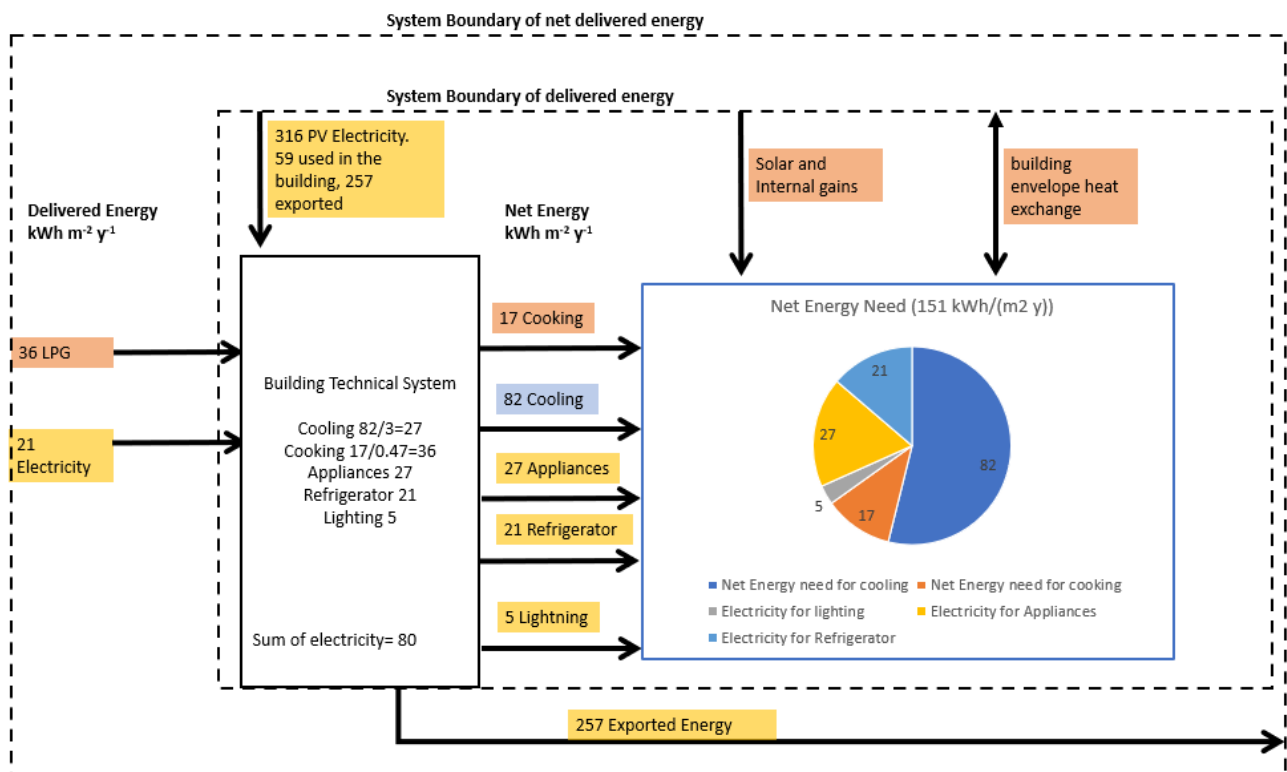 System Boundary of net delivered energy
System Boundary of delivered energy
316 PV Electricity.
59 used in the
building, 257
exported
Solar and
Internal gains
building
envelope heat
exchange
Delivered Energy
kWh m⁻² y⁻¹
Net Energy
kWh m⁻² y⁻¹
36 LPG
21
Electricity
Building Technical System
Cooling 82/3=27
Cooking 17/0.47=36
Appliances 27
Refrigerator 21
Lighting 5
Sum of electricity= 80
17 Cooking
82 Cooling
27 Appliances
21 Refrigerator
5 Lightning
Net Energy Need (151 kWh/(m2 y))
21
27
82
5
17
Net Energy need for cooling
Net Energy need for cooking
Electricity for lighting
Electricity for Appliances
Electricity for Refrigerator
257 Exported Energy